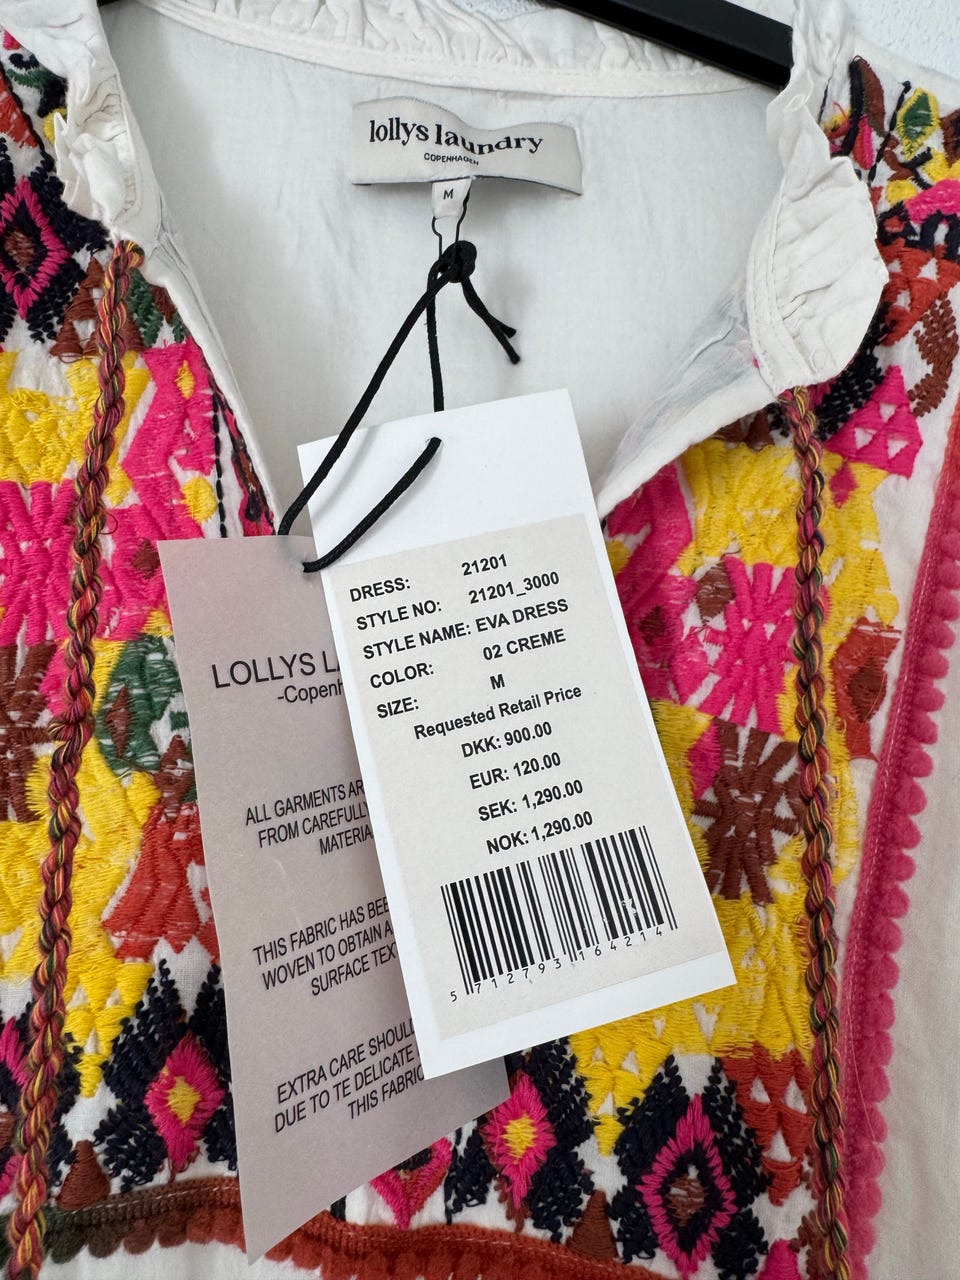 lollys laundry
COPENHAGEN
M
DRESS: 21201
STYLE NO: 21201_3000
STYLE NAME: EVA DRESS
COLOR: 02 CREME
SIZE: M
Requested Retail Price
DKK: 900.00
EUR: 120.00
SEK: 1,290.00
NOK: 1,290.00
5 712793 164214
LOLLYS
-Copenh
ALL GARMENTS AR
FROM CAREFULLY
MATERIA
THIS FABRIC HAS BEE
WOVEN TO OBTAIN A
SURFACE TEX
EXTRA CARE SHOUL
DUE TO TE DELICATE
THIS FABRIC